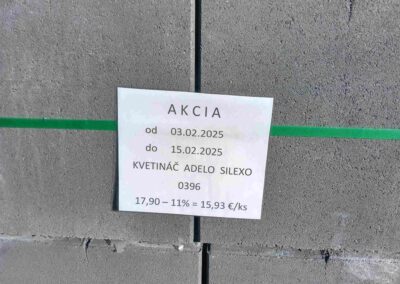 AKCIA
od 03.02.2025
do 15.02.2025
KVETINÁČ ADELO SILEXO
0396
17,90 – 11% = 15,93 €/ks